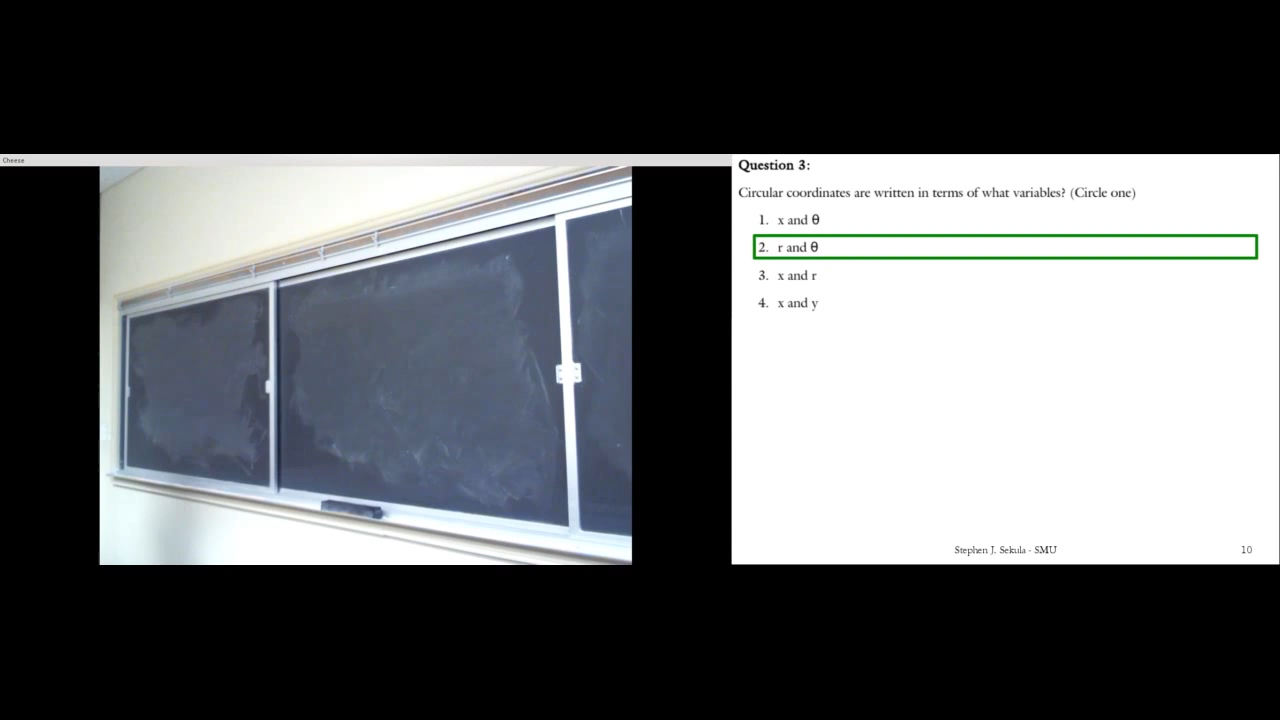 Cheese
Question 3:
Circular coordinates are written in terms of what variables? (Circle one)
1. x and θ
2. r and θ
3. x and r
4. x and y
Stephen J. Sekula - SMU
10